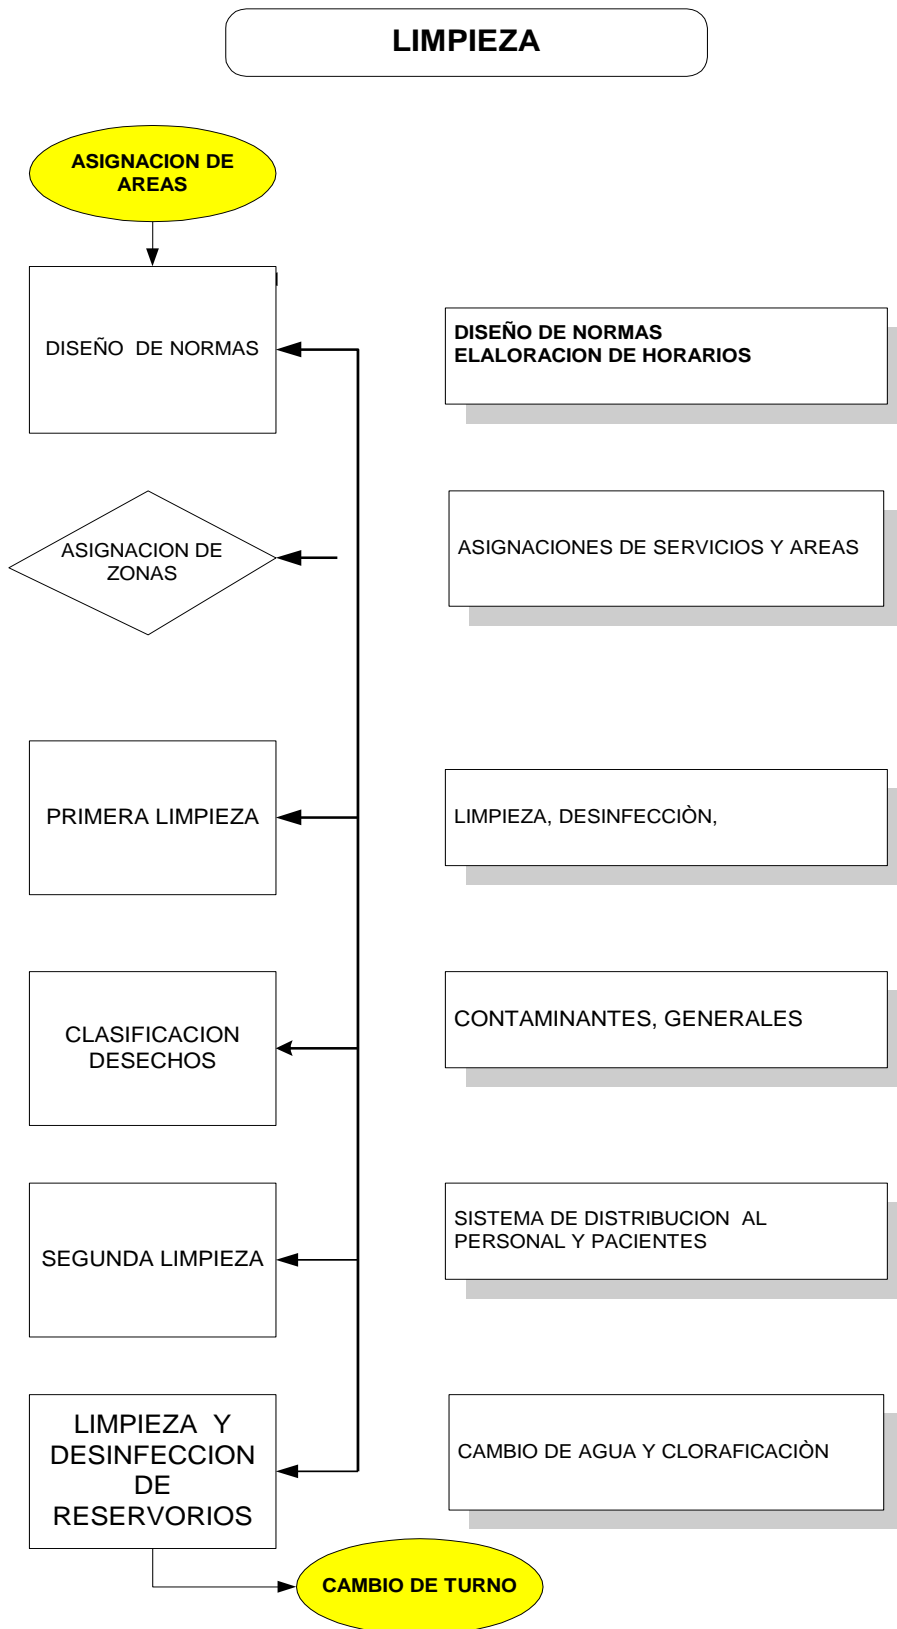 LIMPIEZA
ASIGNACION DE
AREAS
DISEÑO  DE NORMAS
DISEÑO DE NORMAS
ELALORACION DE HORARIOS
ASIGNACION DE
ZONAS
ASIGNACIONES DE SERVICIOS Y AREAS
PRIMERA LIMPIEZA
LIMPIEZA, DESINFECCIÒN,
CLASIFICACION
DESECHOS
CONTAMINANTES, GENERALES
SEGUNDA LIMPIEZA
SISTEMA DE DISTRIBUCION  AL
PERSONAL Y PACIENTES
LIMPIEZA  Y
DESINFECCION
DE
RESERVORIOS
CAMBIO DE AGUA Y CLORAFICACIÒN
CAMBIO DE TURNO